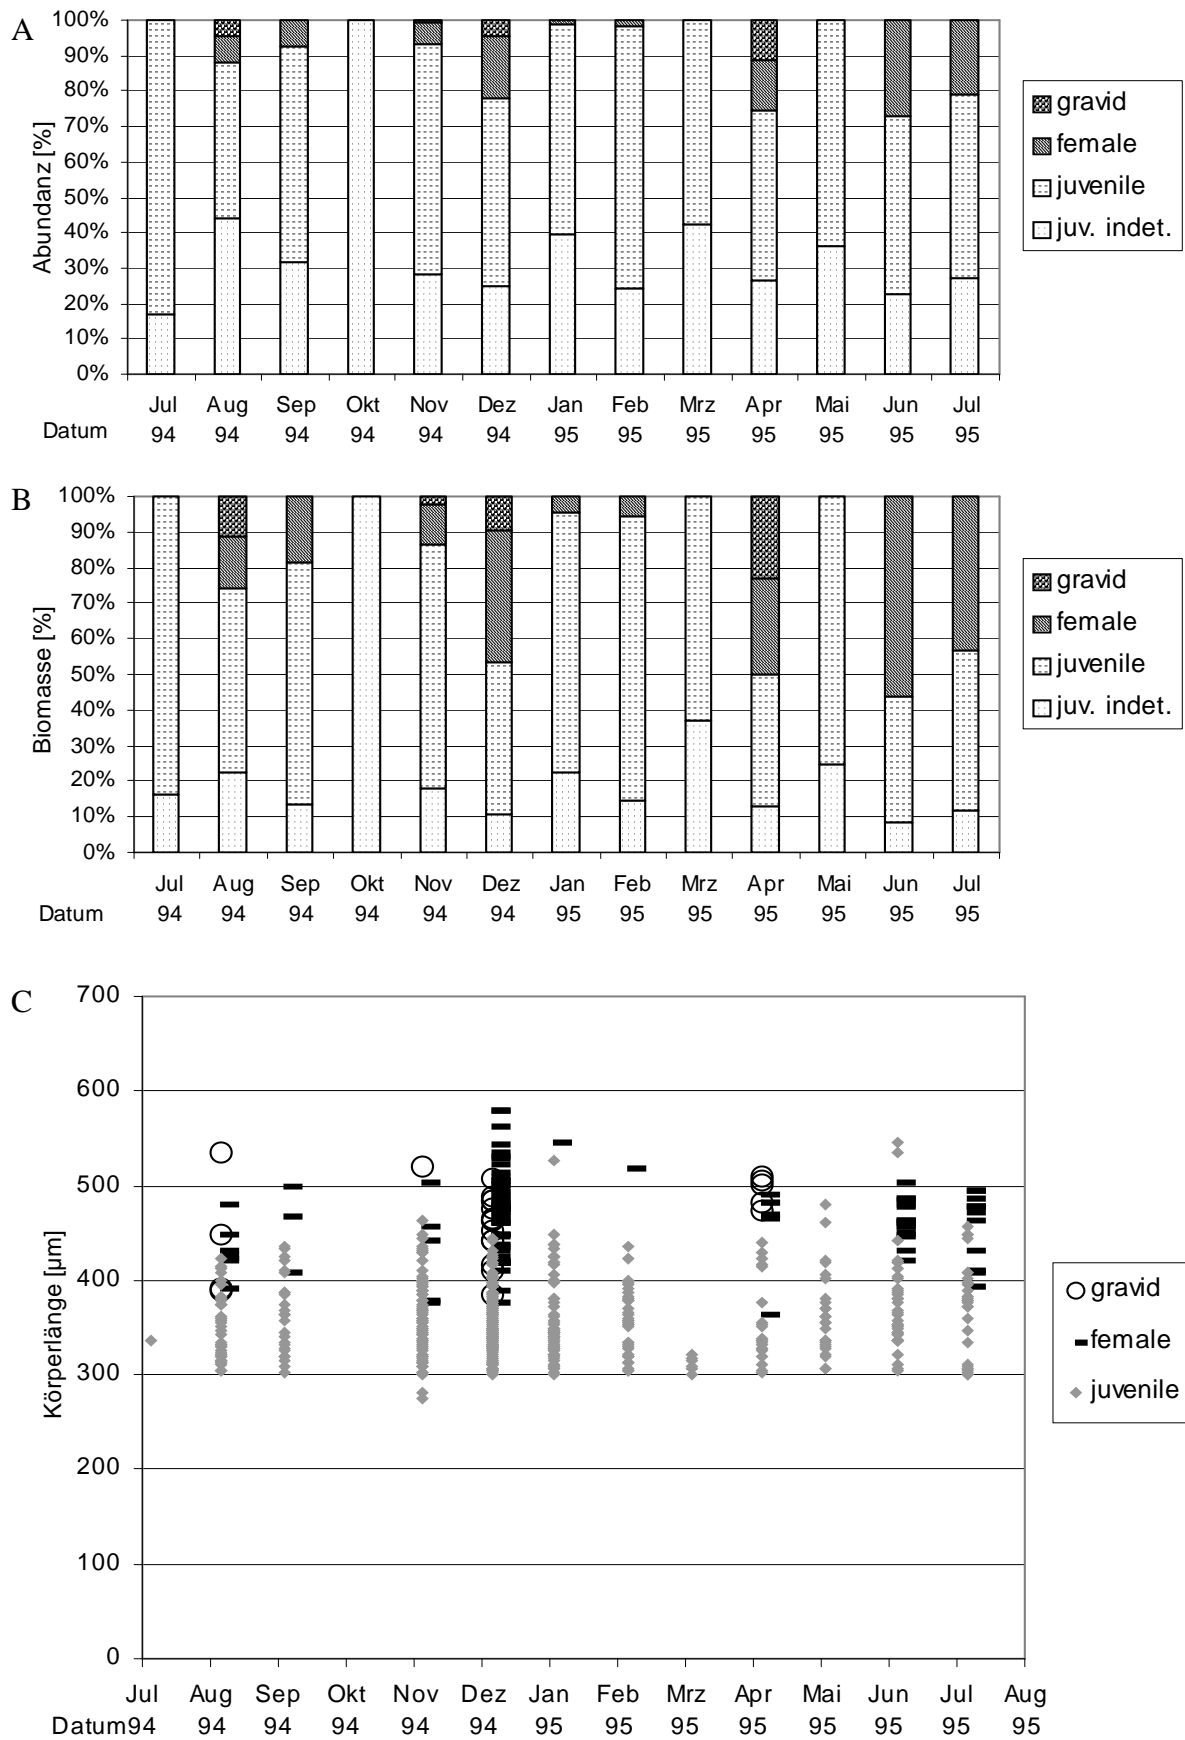 A
Abundanz [%]
100%
90%
80%
70%
60%
50%
40%
30%
20%
10%
0%
Jul Aug Sep Okt Nov Dez Jan Feb Mrz Apr Mai Jun Jul
Datum 94 94 94 94 94 94 95 95 95 95 95 95 95
gravid
female
juvenile
juv. indet.
B
Biomasse [%]
100%
90%
80%
70%
60%
50%
40%
30%
20%
10%
0%
Jul Aug Sep Okt Nov Dez Jan Feb Mrz Apr Mai Jun Jul
Datum 94 94 94 94 94 94 95 95 95 95 95 95 95
gravid
female
juvenile
juv. indet.
C
Körperlänge [µm]
700
600
500
400
300
200
100
0
Jul Aug Sep Okt Nov Dez Jan Feb Mrz Apr Mai Jun Jul Aug
Datum94 94 94 94 94 94 95 95 95 95 95 95 95 95
gravid
female
juvenile